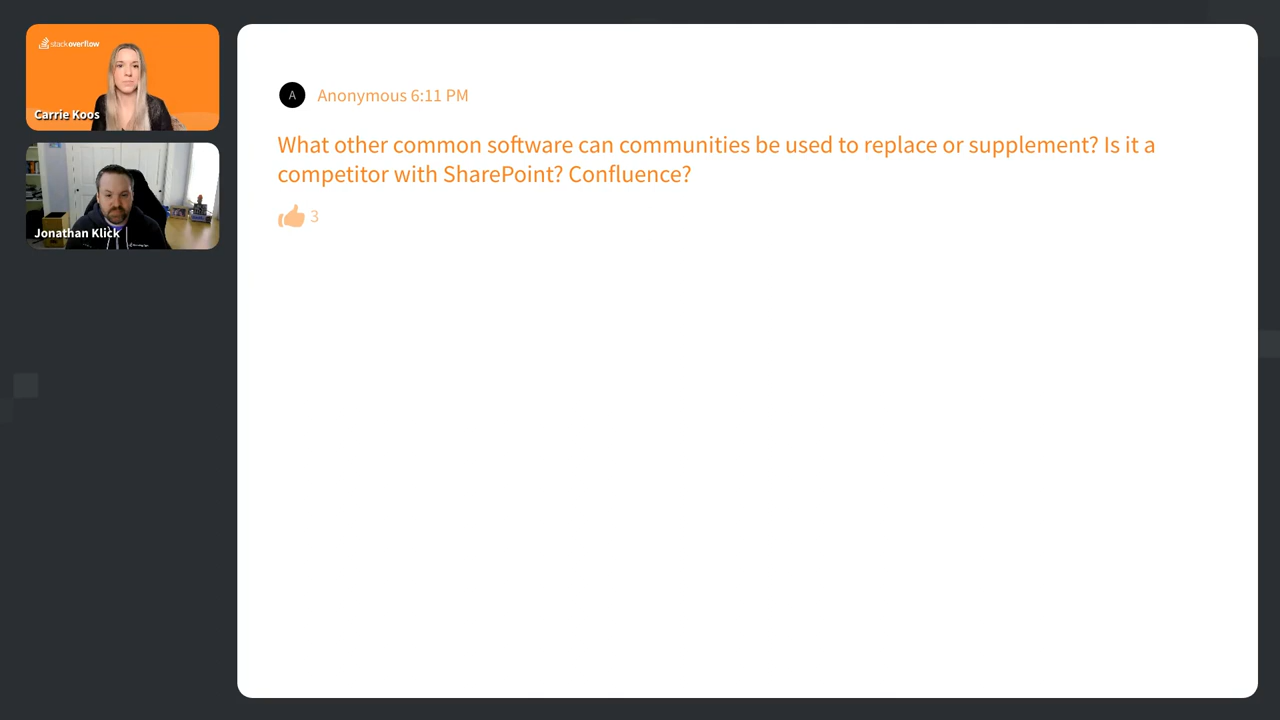 stackoverflow
Carrie Koos
Jonathan Klick
A
Anonymous 6:11 PM
What other common software can communities be used to replace or supplement? Is it a
competitor with SharePoint? Confluence?
3